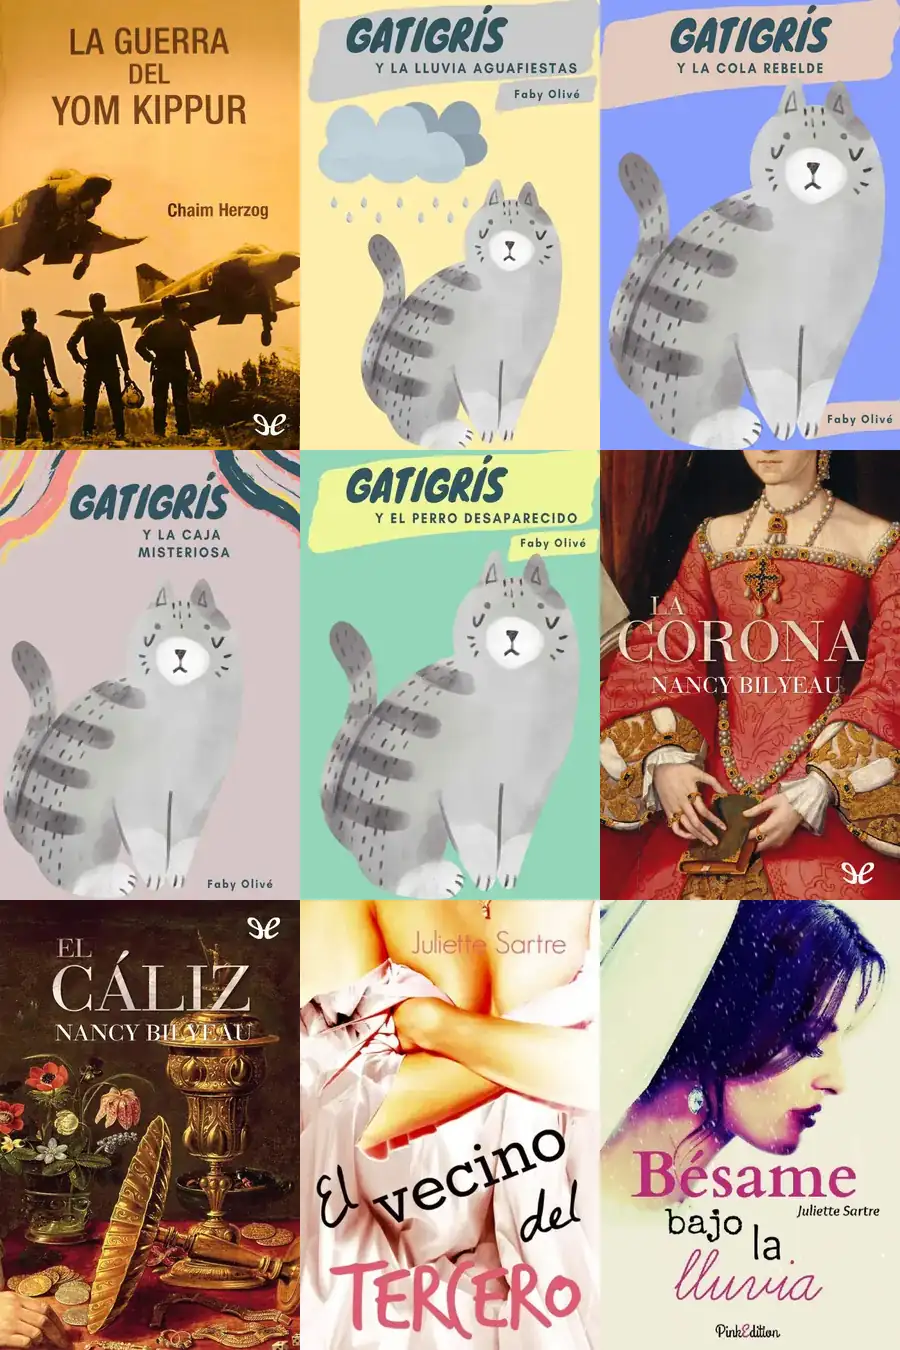 LA GUERRA
DEL
YOM KIPPUR
Chaim Herzog
GATIGRÍS
Y LA LLUVIA AGUAFIESTAS
Faby Olivé
GATIGRÍS
Y LA COLA REBELDE
Faby Olivé
GATIGRÍS
Y LA CAJA
MISTERIOSA
Faby Olivé
GATIGRÍS
Y EL PERRO DESAPARECIDO
Faby Olivé
LA
CORONA
NANCY BILYEAU
EL
CÁLIZ
NANCY BILYEAU
Juliette Sartre
El vecino
del
TERCERO
Bésame
Juliette Sartre
bajo
la
lluvia
PinkEdition